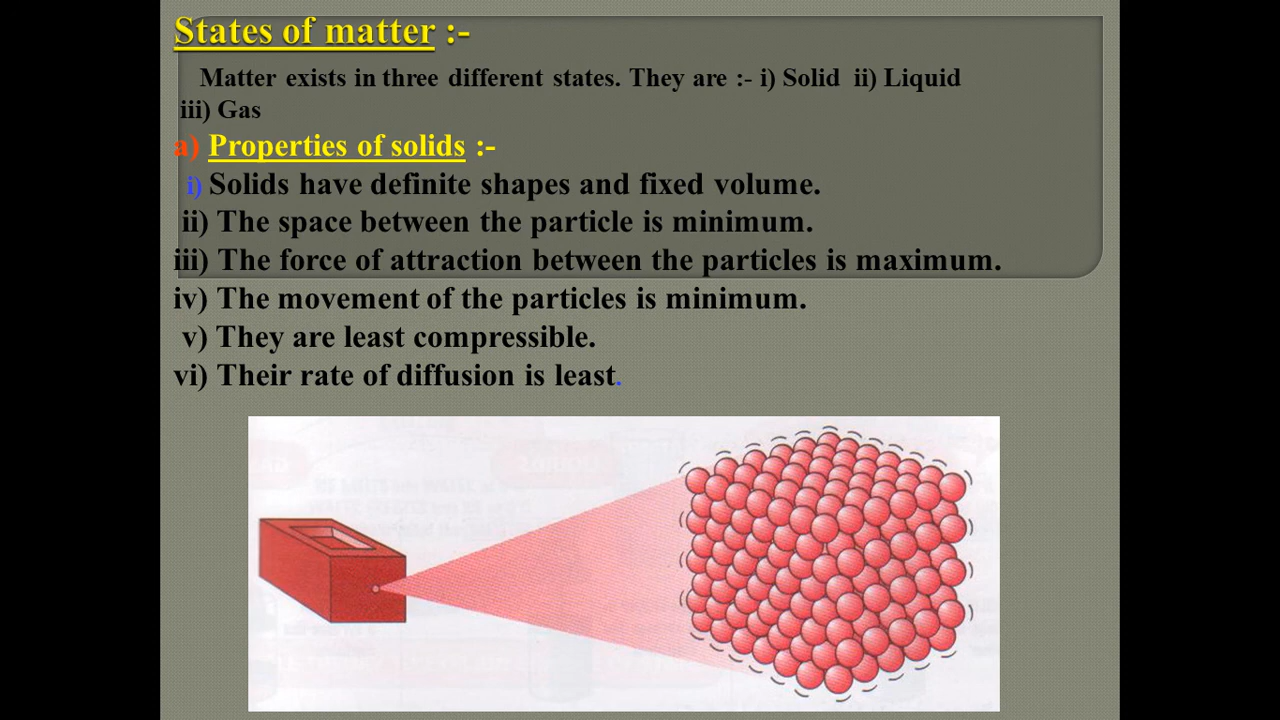 States of matter :-
Matter exists in three different states. They are :- i) Solid ii) Liquid
iii) Gas
a) Properties of solids :-
i) Solids have definite shapes and fixed volume.
ii) The space between the particle is minimum.
iii) The force of attraction between the particles is maximum.
iv) The movement of the particles is minimum.
v) They are least compressible.
vi) Their rate of diffusion is least.